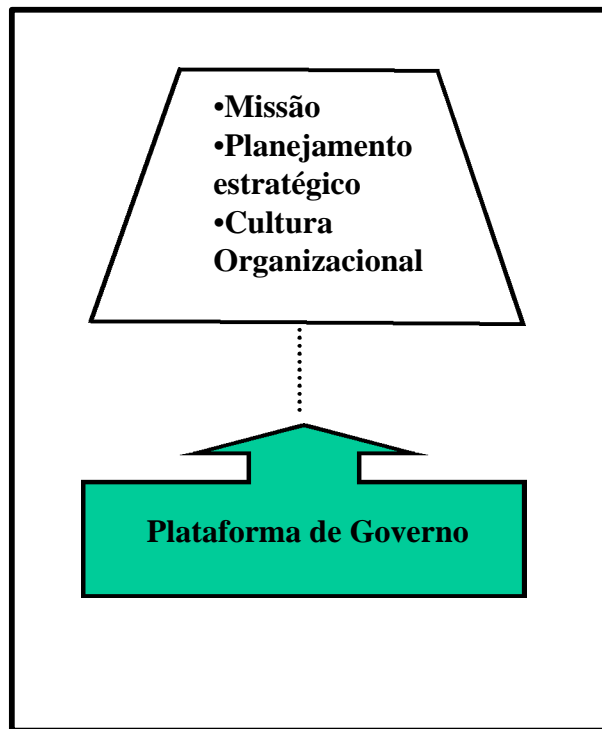 •Missão
•Planejamento
estratégico
•Cultura
Organizacional
Plataforma de Governo